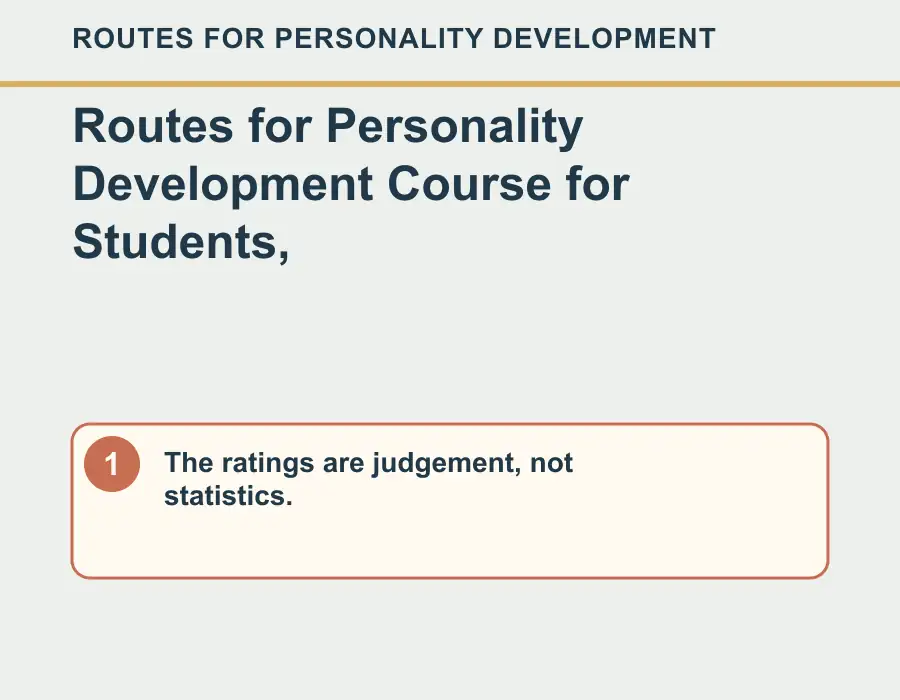 ROUTES FOR PERSONALITY DEVELOPMENT
Routes for Personality
Development Course for
Students,
1
The ratings are judgement, not
statistics.